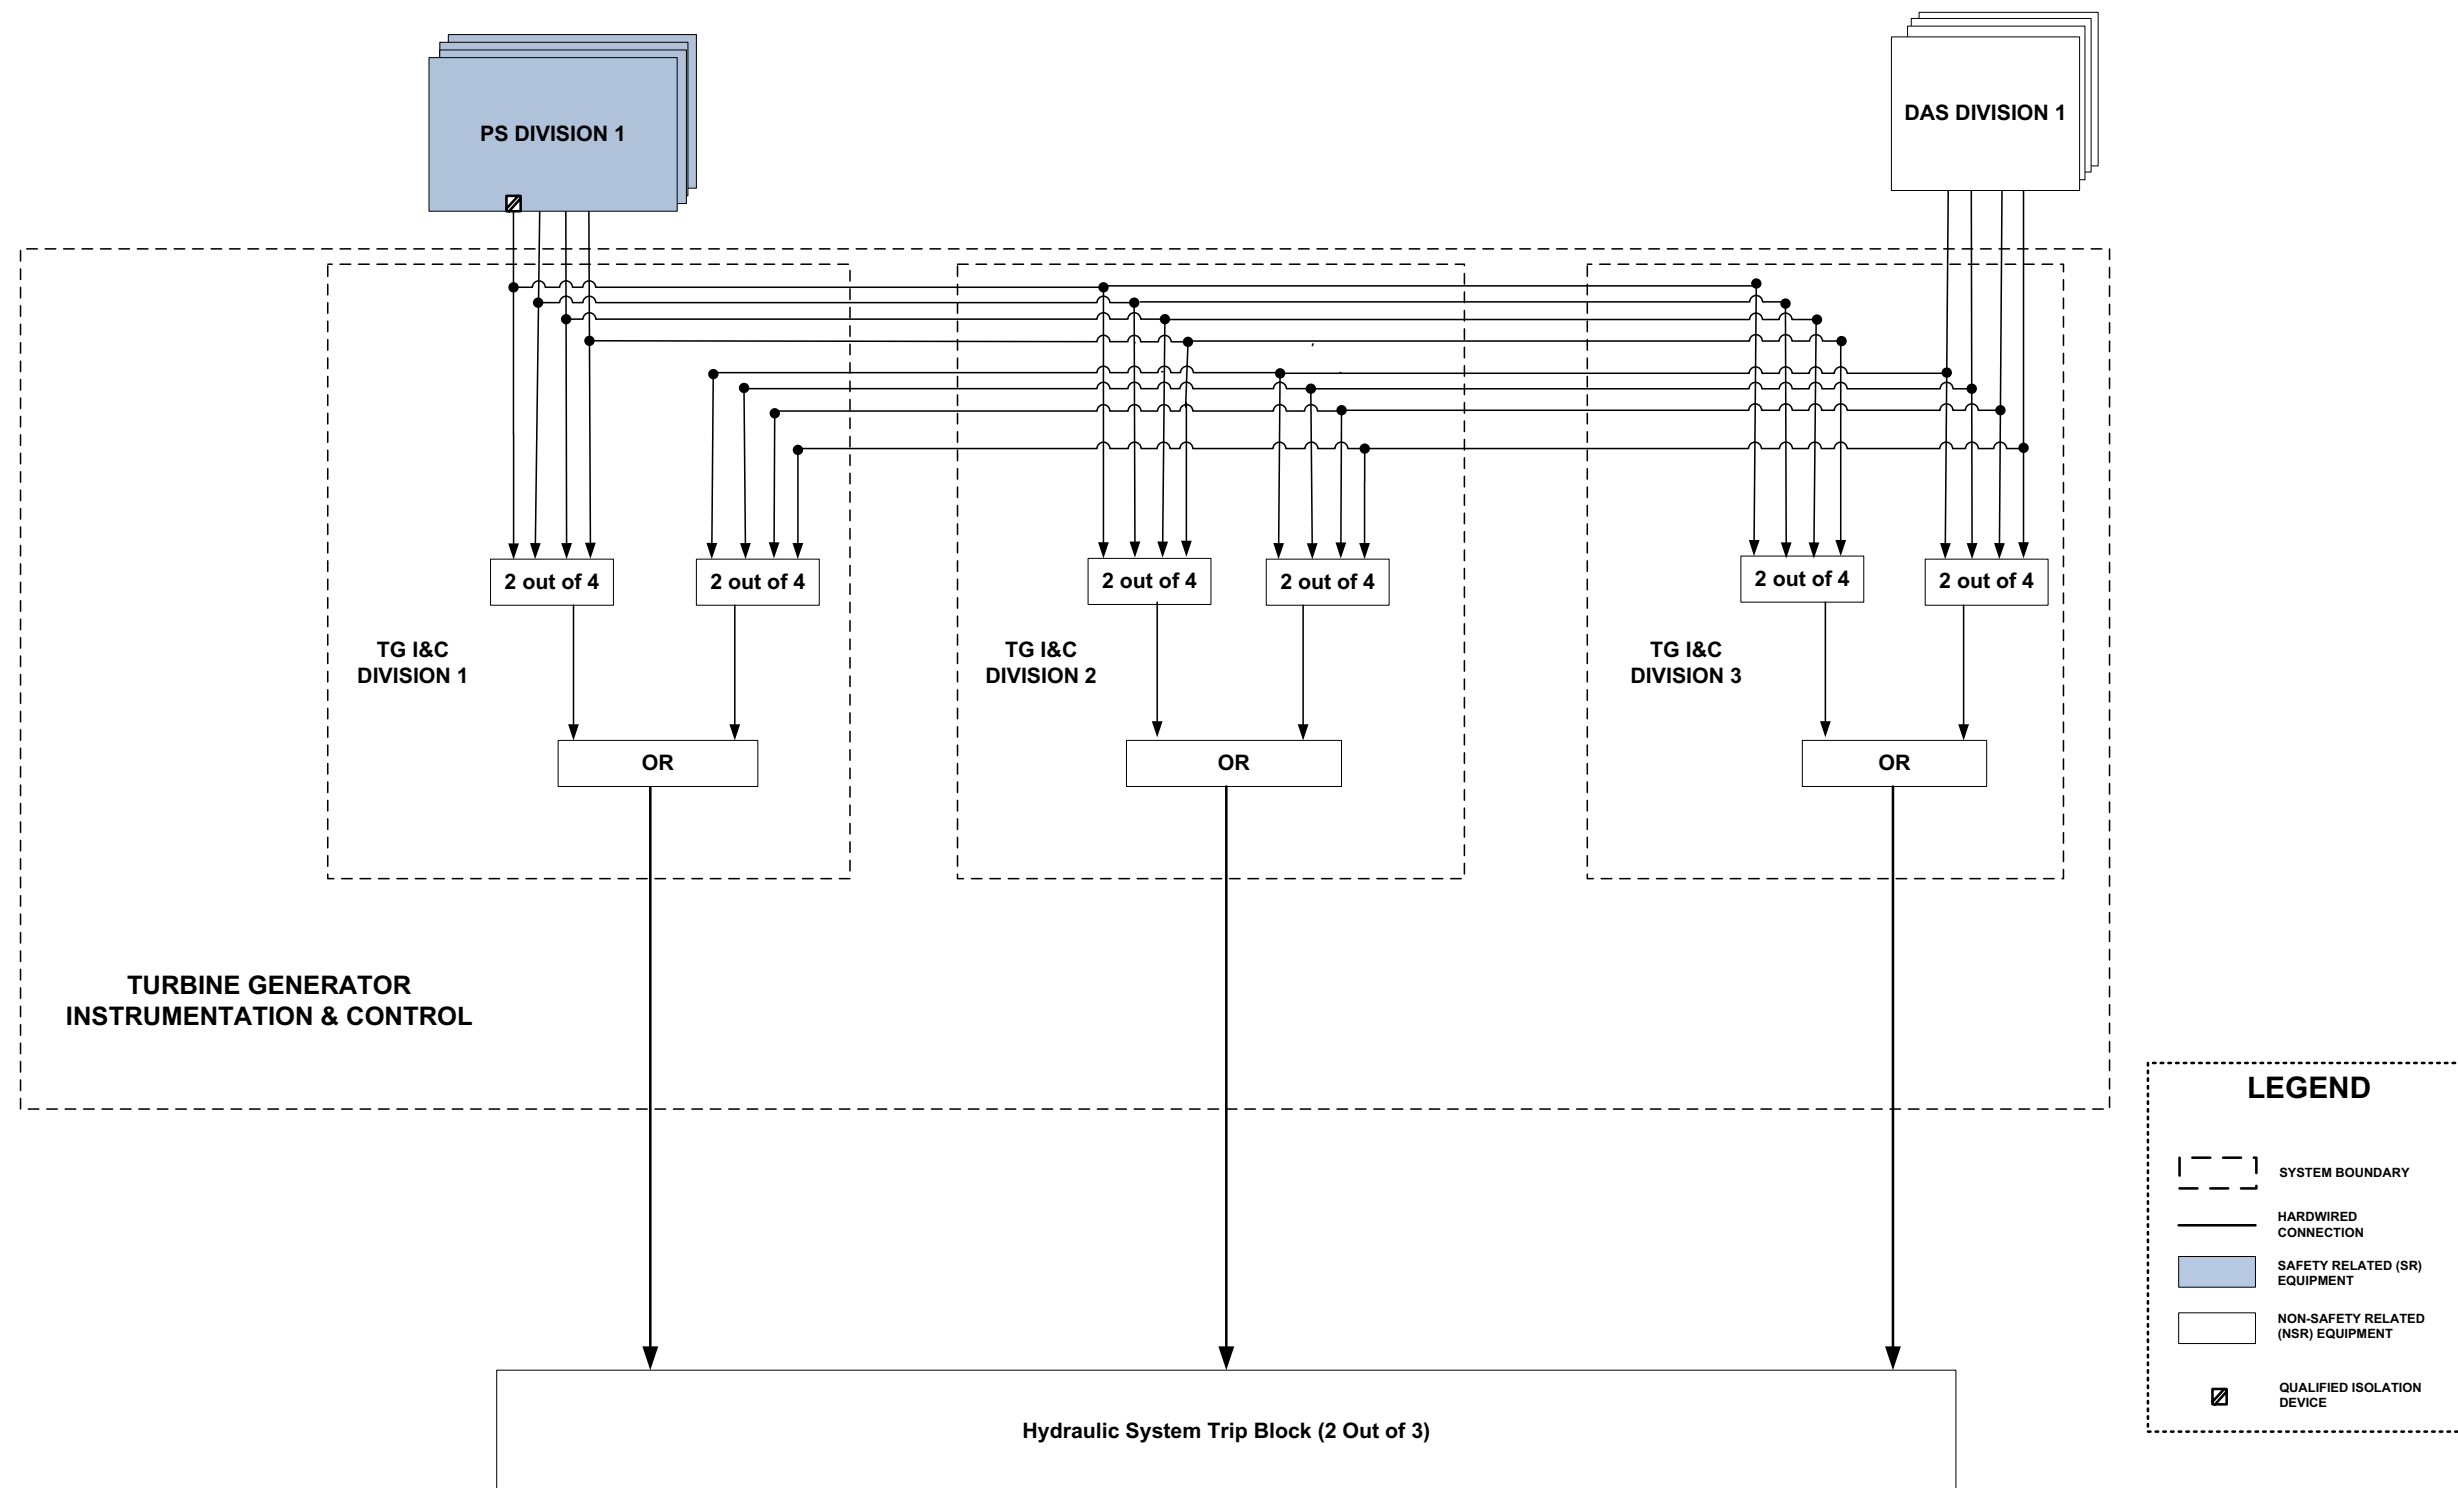 PS DIVISION 1
DAS DIVISION 1
2 out of 4
2 out of 4
2 out of 4
2 out of 4
2 out of 4
2 out of 4
TG I&C
DIVISION 1
TG I&C
DIVISION 2
TG I&C
DIVISION 3
OR
OR
OR
TURBINE GENERATOR
INSTRUMENTATION & CONTROL
Hydraulic System Trip Block (2 Out of 3)
LEGEND
SYSTEM BOUNDARY
HARDWIRED
CONNECTION
SAFETY RELATED (SR)
EQUIPMENT
NON-SAFETY RELATED
(NSR) EQUIPMENT
QUALIFIED ISOLATION
DEVICE